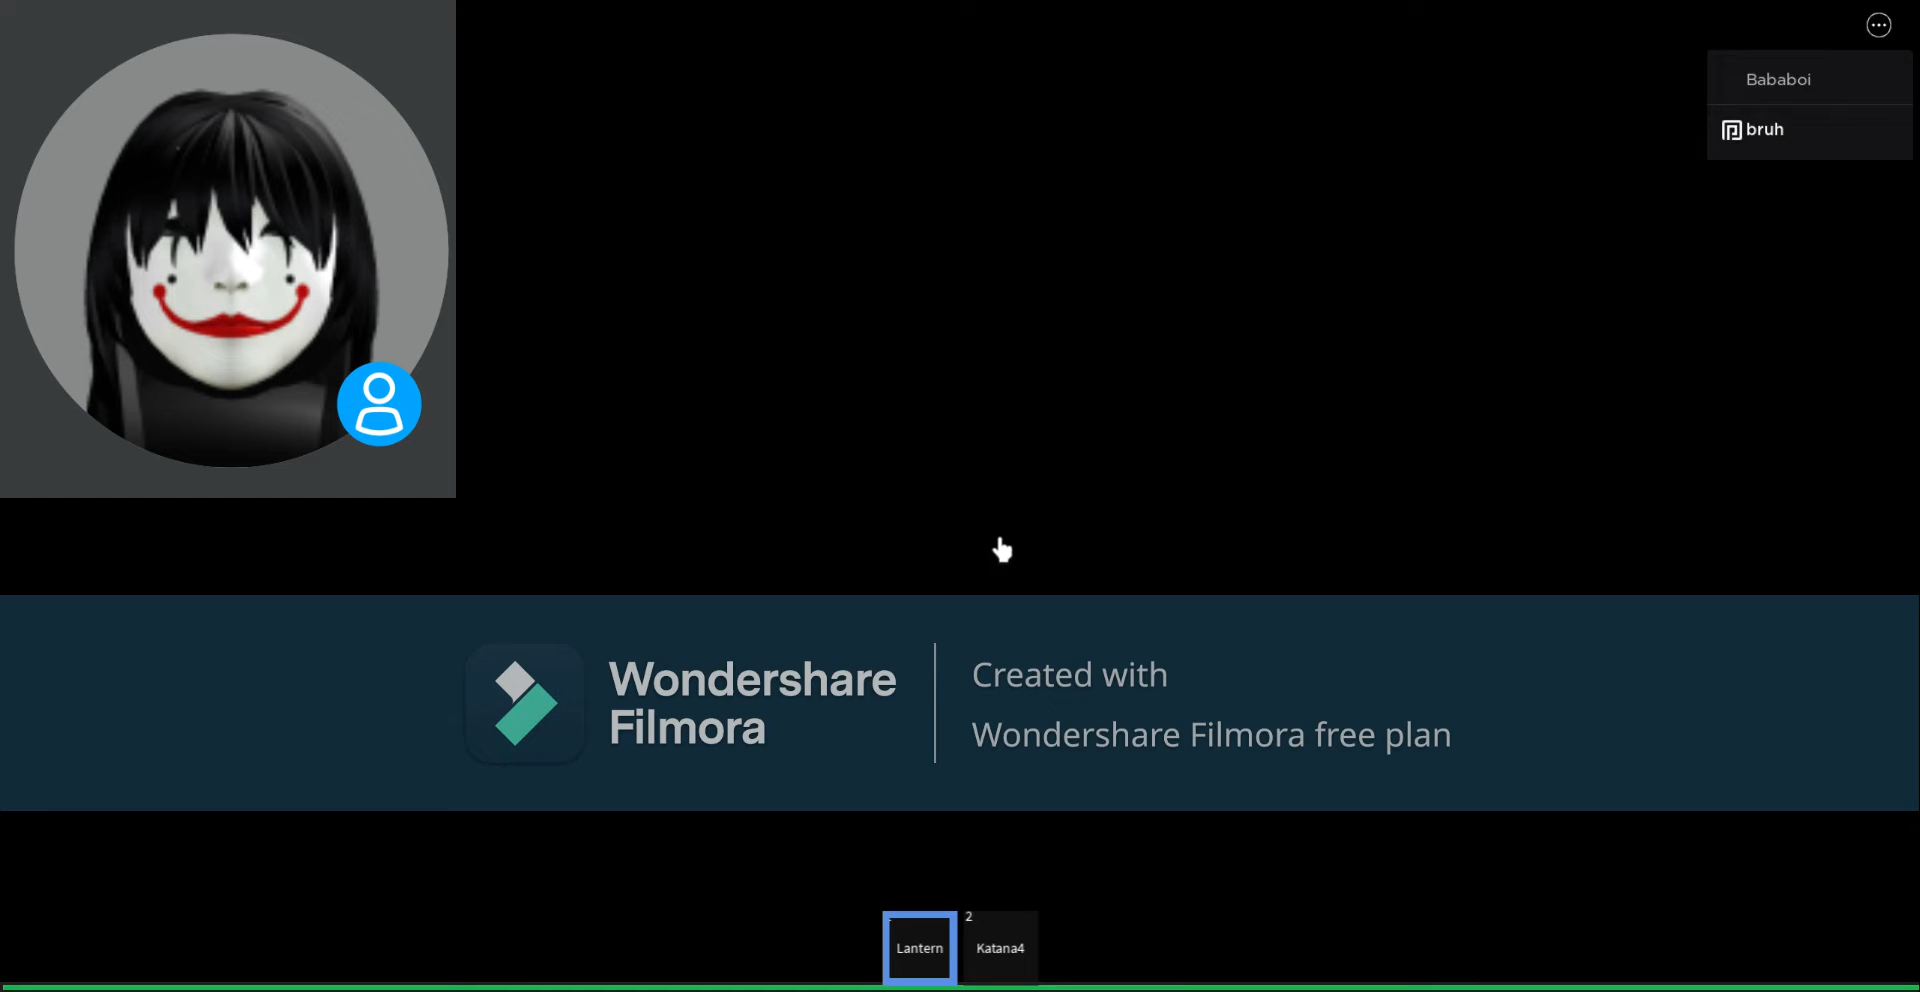 Bababoi
bruh
Wondershare
Filmora
Created with
Wondershare Filmora free plan
2
Lantern
Katana4